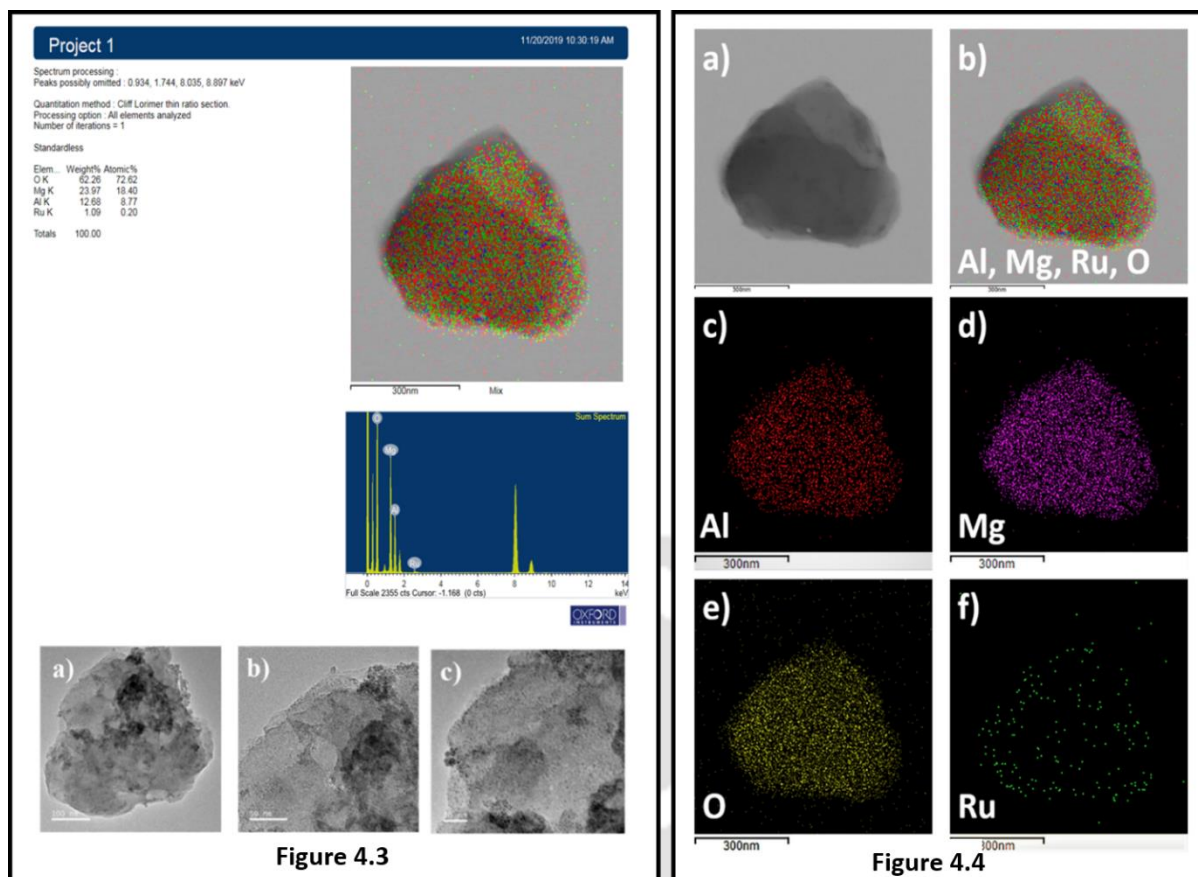 Project 1
11/20/2019 10:30:19 AM
Spectrum processing :
Peaks possibly omitted : 0.934, 1.744, 8.035, 8.897 keV
Quantitation method : Cliff Lorimer thin ratio section.
Processing option : All elements analyzed
Number of iterations = 1
Standardless
Elem... Weight% Atomic%
O K 62.26 72.62
Mg K 23.97 18.40
Al K 12.68 8.77
Ru K 1.09 0.20
Totals 100.00
300nm
Mix
Sum Spectrum
O
Mg
Al
0 2 4 6 8 10 12 14
Full Scale 2355 cts Cursor: -1.168 (0 cts)
keV
OXFORD
INSTRUMENTS
a)
b)
c)
Figure 4.3
a)
300nm
b)
Al, Mg, Ru, O
300nm
c)
Al
300nm
d)
Mg
300nm
e)
O
300nm
f)
Ru
300nm
Figure 4.4